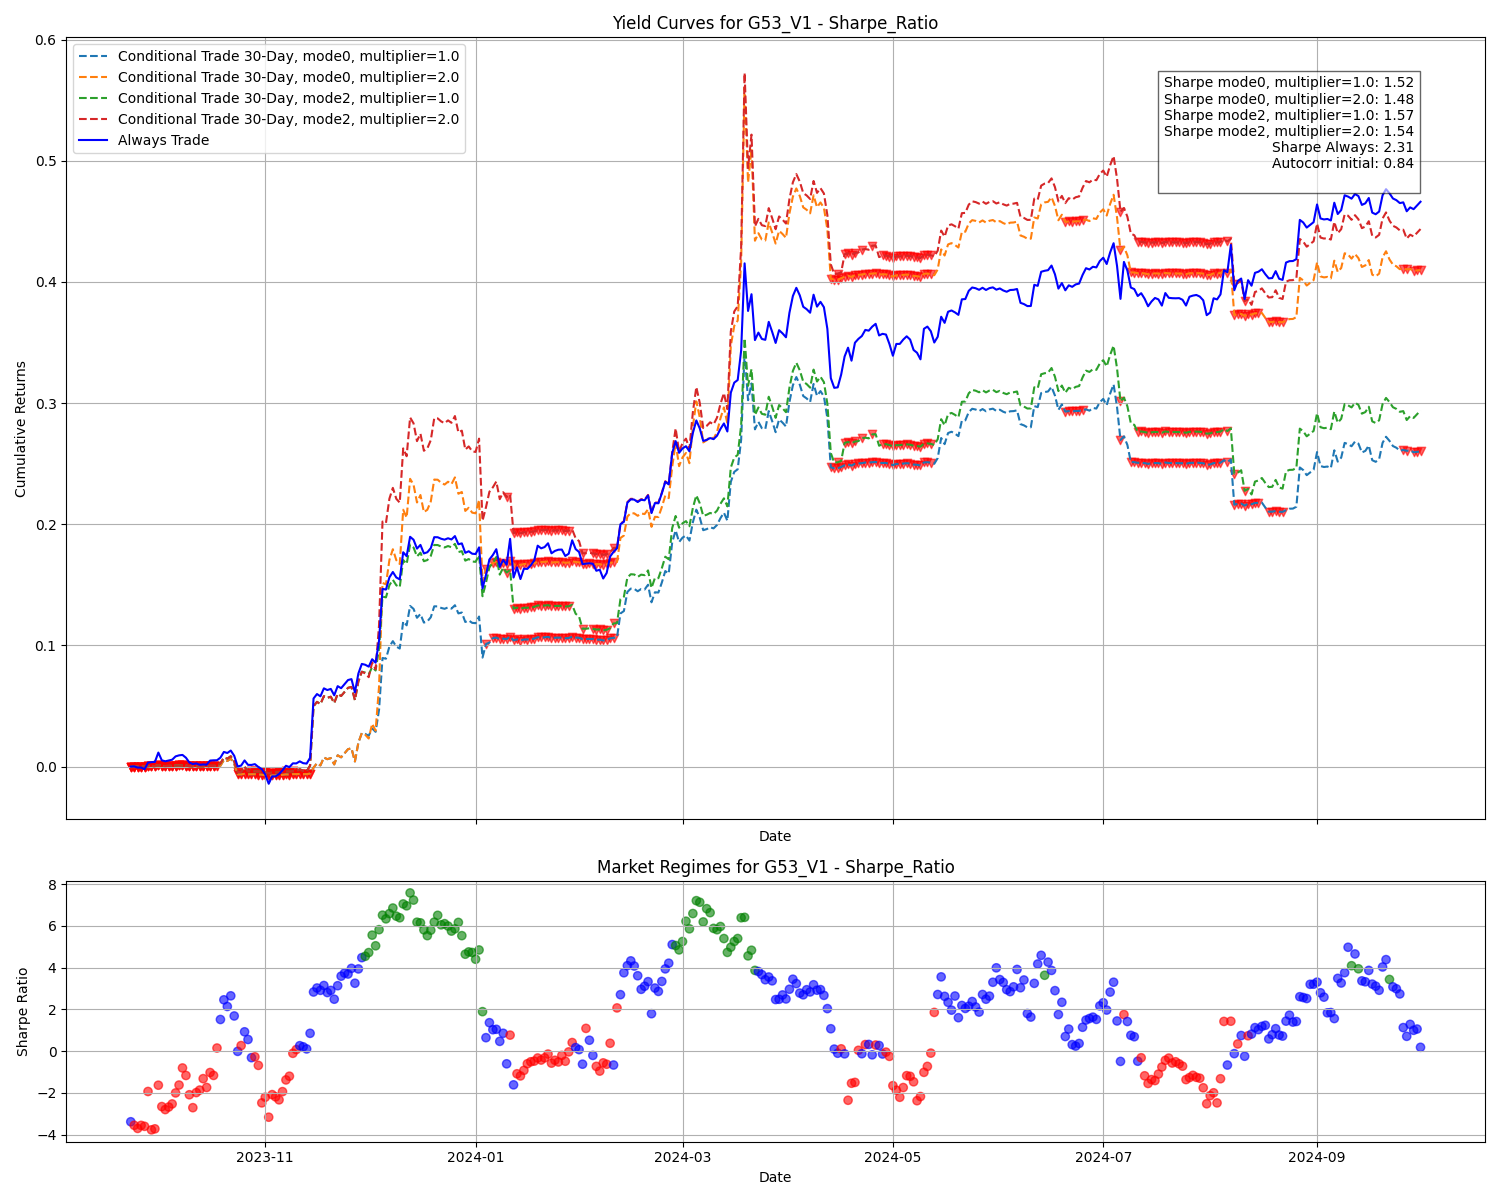 Yield Curves for G53_V1 - Sharpe_Ratio
Conditional Trade 30-Day, mode0, multiplier=1.0
Conditional Trade 30-Day, mode0, multiplier=2.0
Conditional Trade 30-Day, mode2, multiplier=1.0
Conditional Trade 30-Day, mode2, multiplier=2.0
Always Trade
Sharpe mode0, multiplier=1.0: 1.52
Sharpe mode0, multiplier=2.0: 1.48
Sharpe mode2, multiplier=1.0: 1.57
Sharpe mode2, multiplier=2.0: 1.54
Sharpe Always: 2.31
Autocorr initial: 0.84
Cumulative Returns
0.6
0.5
0.4
0.3
0.2
0.1
0.0
Date
Market Regimes for G53_V1 - Sharpe_Ratio
Sharpe Ratio
8
6
4
2
0
−2
−4
2023-11
2024-01
2024-03
2024-05
2024-07
2024-09
Date